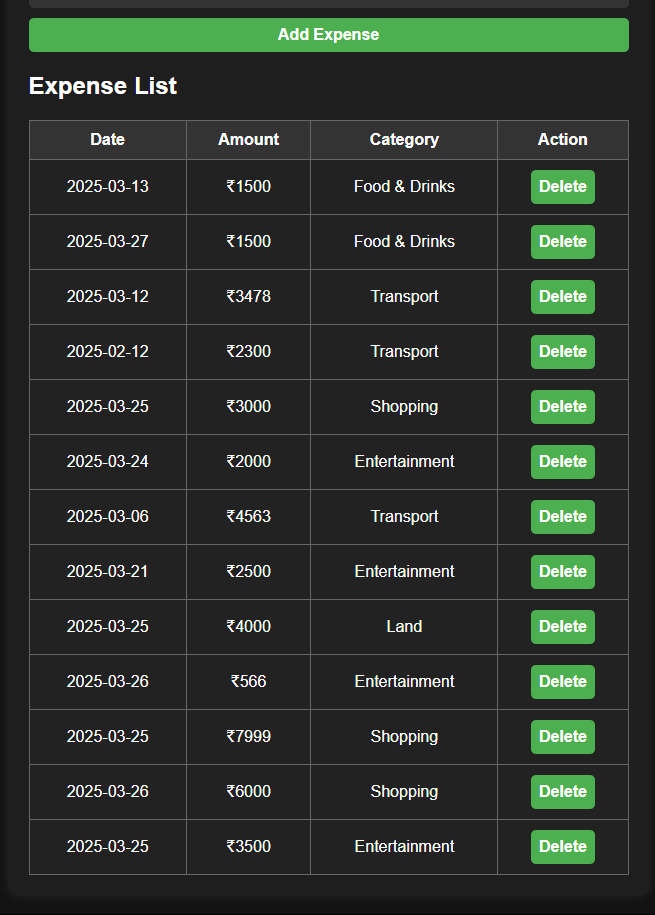 Add Expense
Expense List
Date Amount Category Action
2025-03-13 ₹1500 Food & Drinks Delete
2025-03-27 ₹1500 Food & Drinks Delete
2025-03-12 ₹3478 Transport Delete
2025-02-12 ₹2300 Transport Delete
2025-03-25 ₹3000 Shopping Delete
2025-03-24 ₹2000 Entertainment Delete
2025-03-06 ₹4563 Transport Delete
2025-03-21 ₹2500 Entertainment Delete
2025-03-25 ₹4000 Land Delete
2025-03-26 ₹566 Entertainment Delete
2025-03-25 ₹7999 Shopping Delete
2025-03-26 ₹6000 Shopping Delete
2025-03-25 ₹3500 Entertainment Delete